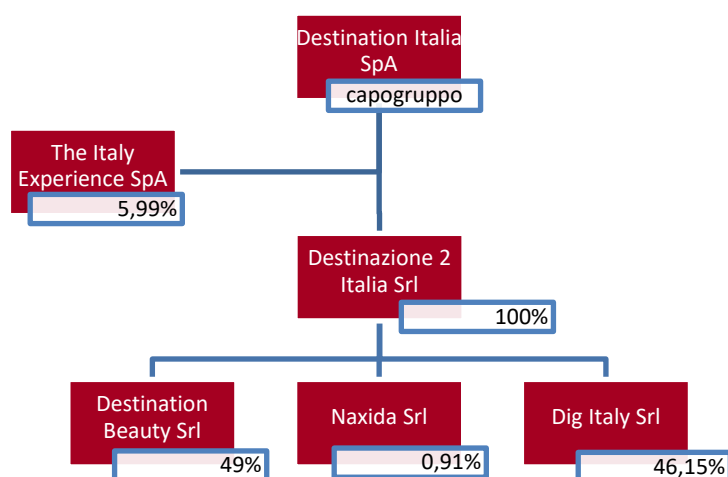 Destination Italia
SpA
capogruppo
The Italy
Experience SpA
5,99%
Destinazione 2
Italia Srl
100%
Destination
Beauty Srl
49%
Naxida Srl
0,91%
Dig Italy Srl
46,15%